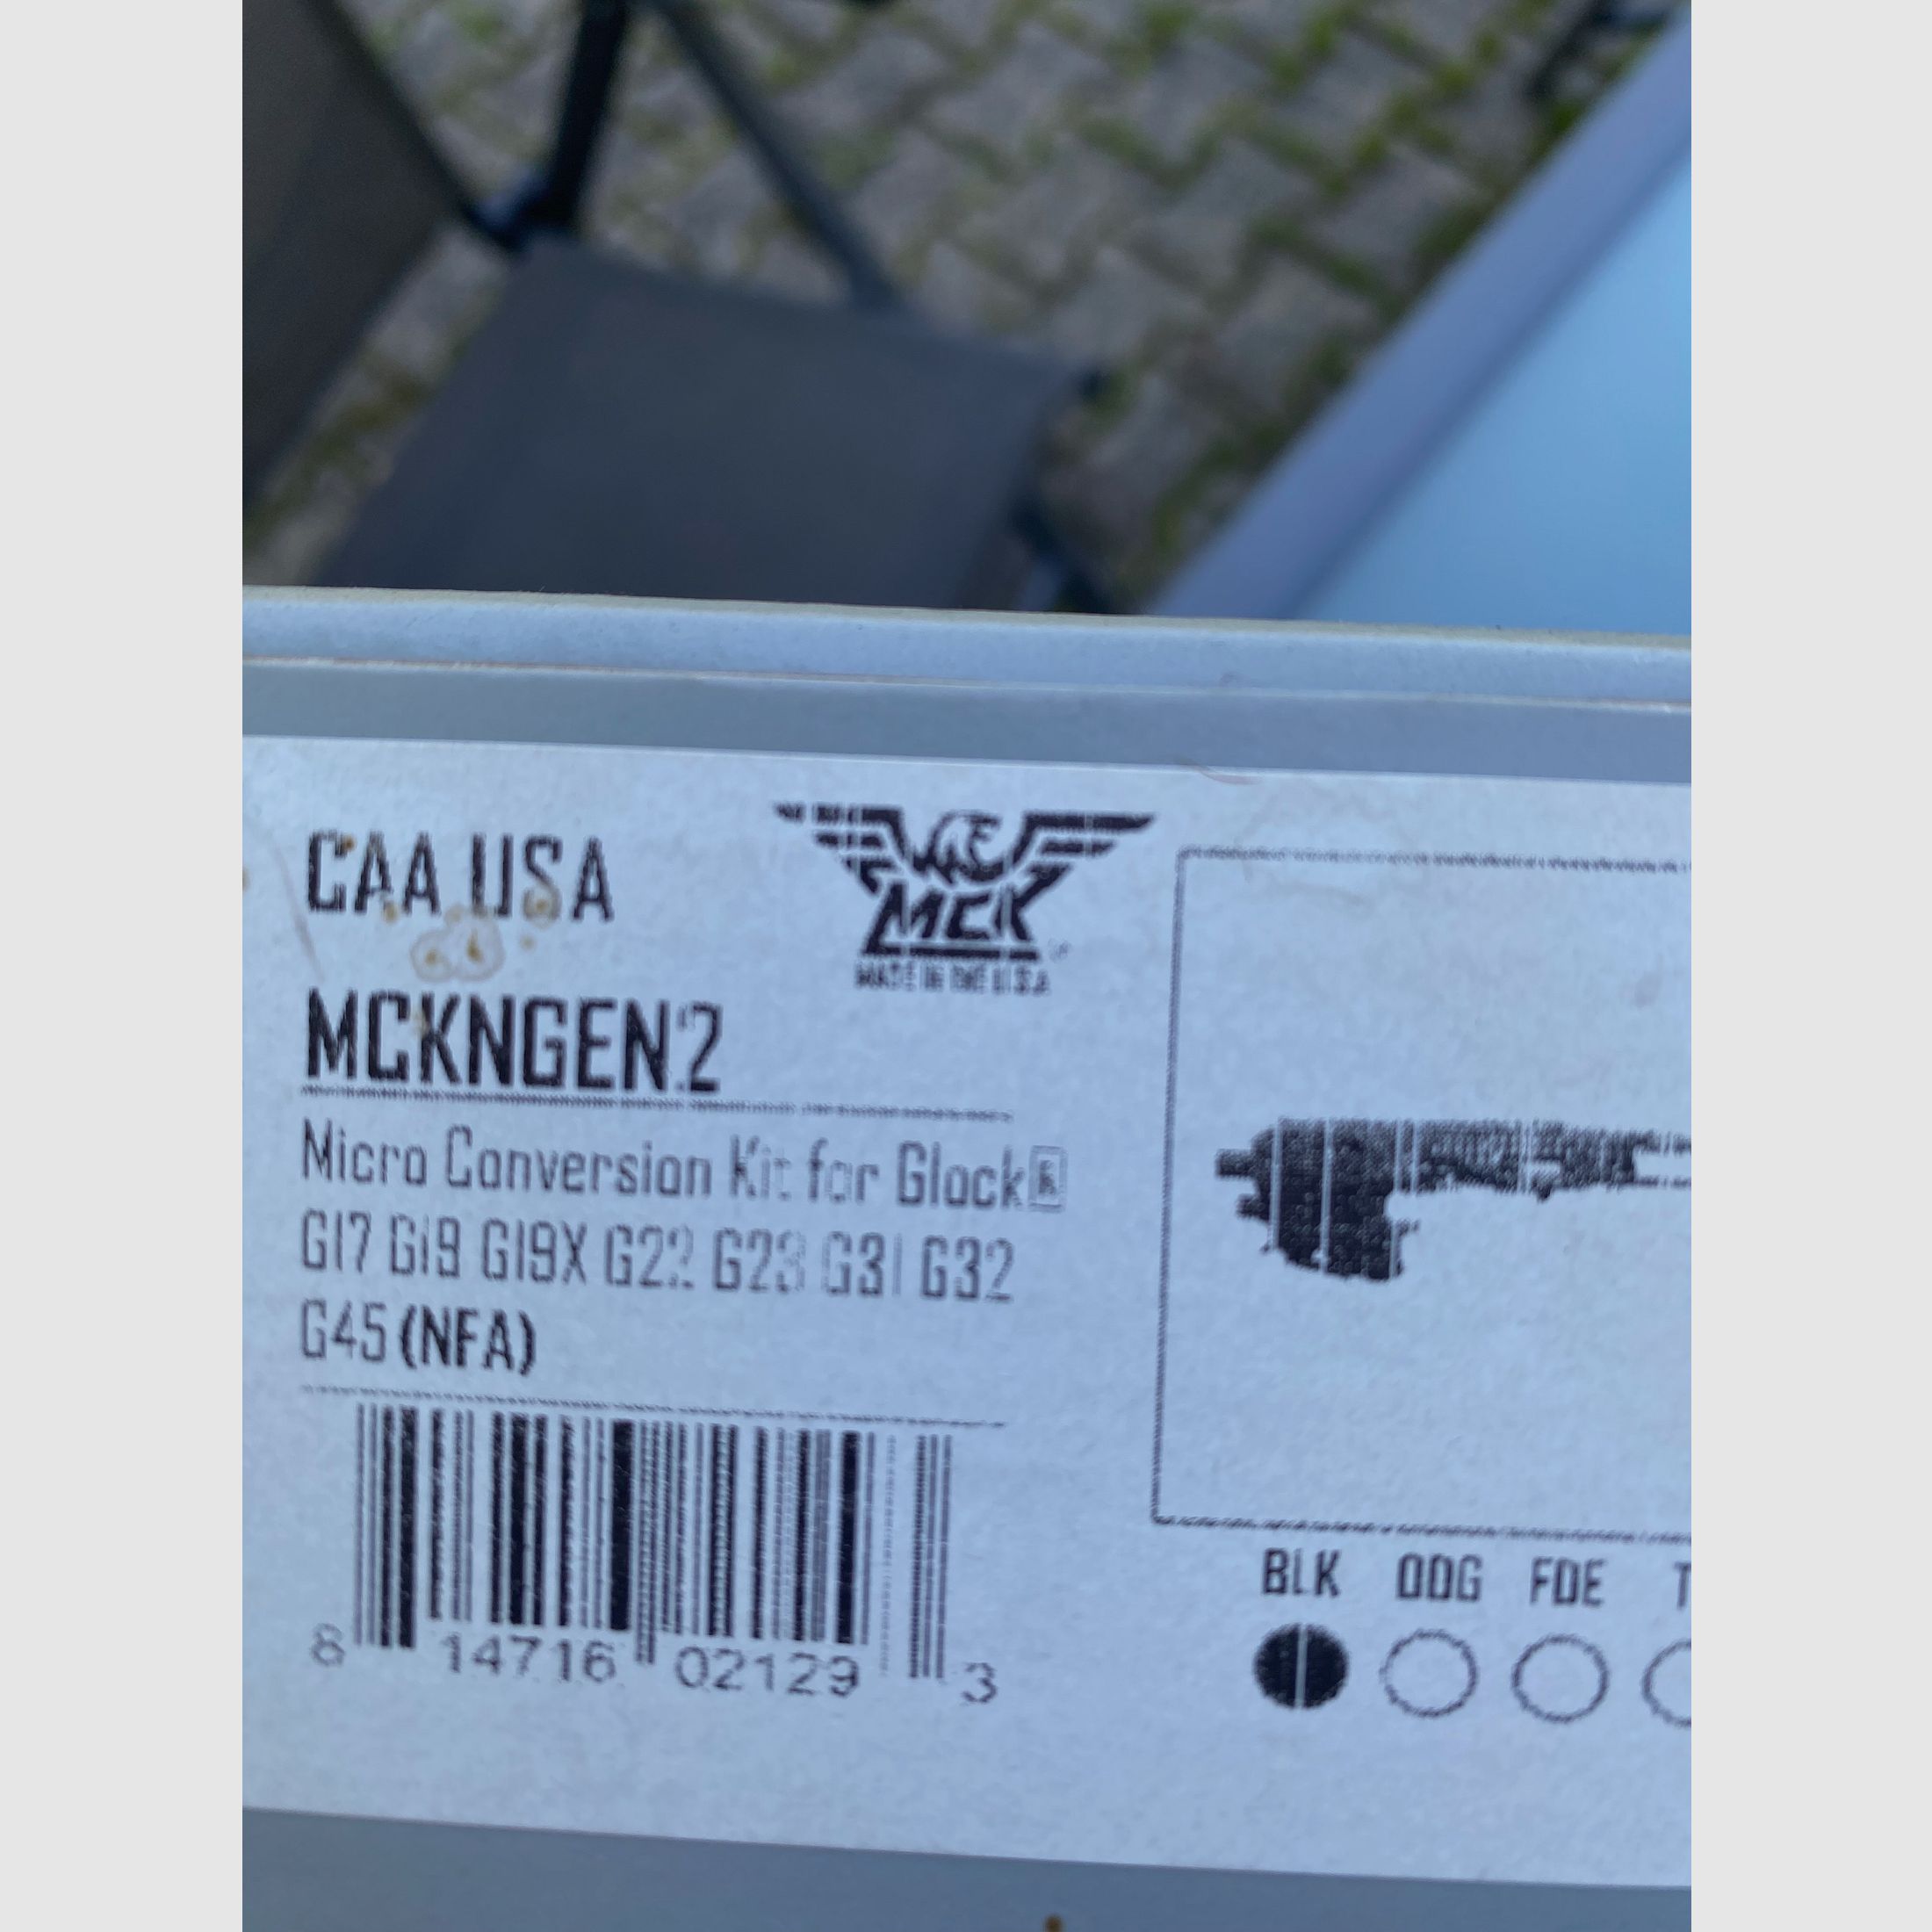 CAA USA
MCK
MADE IN THE U.S.A
MCKNGEN2
Micro Conversion Kit for Glock®
G17 G19 G19X G22 G23 G31 G32
G45 (NFA)
8 14716 02129 3
BLK ODG FDE T